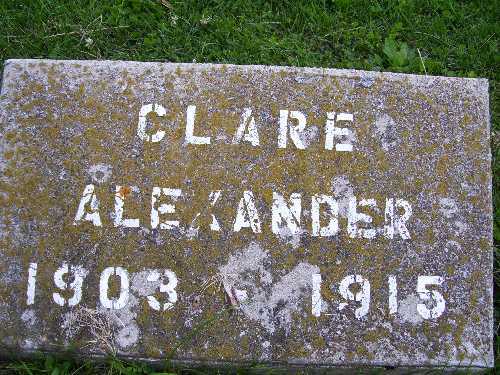 CLARE
ALEXANDER
1903 - 1915